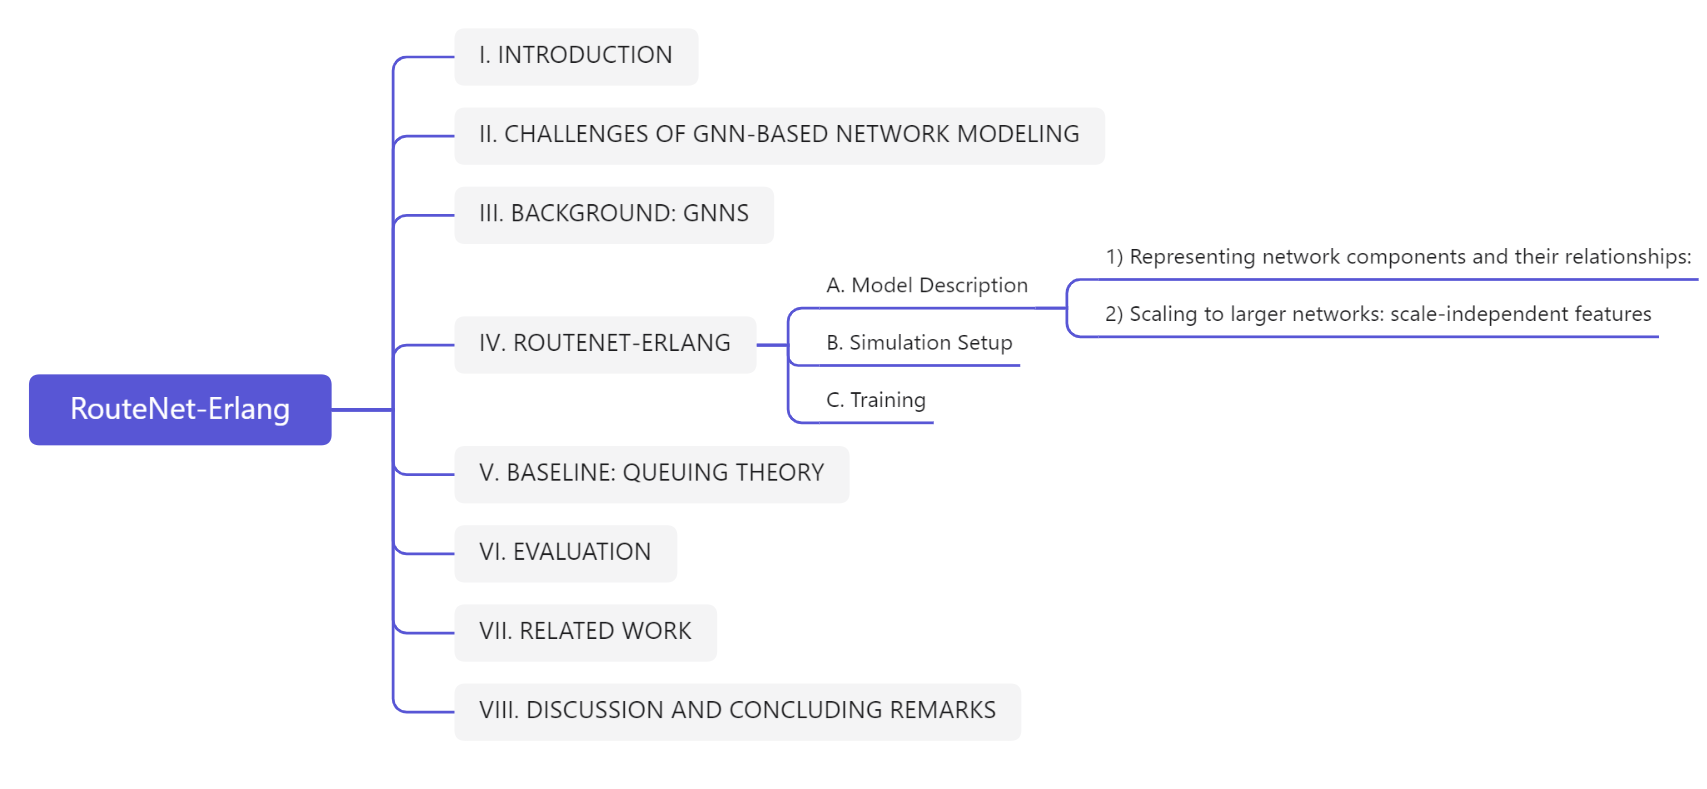 RouteNet-Erlang
I. INTRODUCTION
II. CHALLENGES OF GNN-BASED NETWORK MODELING
III. BACKGROUND: GNNS
IV. ROUTENET-ERLANG
A. Model Description
1) Representing network components and their relationships:
2) Scaling to larger networks: scale-independent features
B. Simulation Setup
C. Training
V. BASELINE: QUEUING THEORY
VI. EVALUATION
VII. RELATED WORK
VIII. DISCUSSION AND CONCLUDING REMARKS